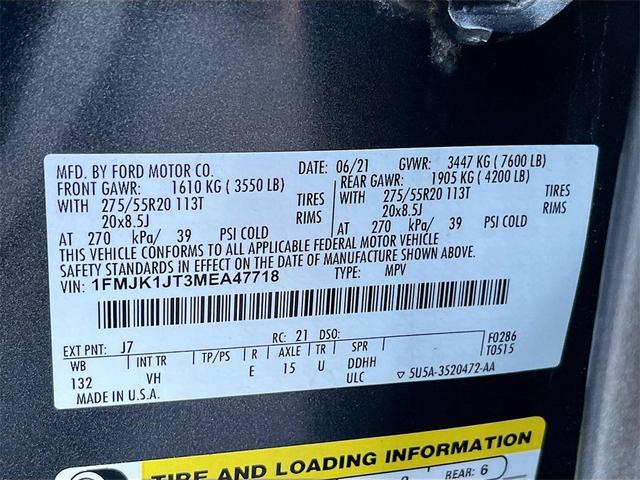 MFD. BY FORD MOTOR CO. DATE: 06/21 GVWR: 3447 KG ( 7600 LB)
FRONT GAWR: 1610 KG ( 3550 LB) REAR GAWR: 1905 KG ( 4200 LB)
WITH 275/55R20 113T TIRES WITH 275/55R20 113T TIRES
20x8.5J RIMS 20x8.5J RIMS
AT 270 kPa/ 39 PSI COLD AT 270 kPa/ 39 PSI COLD
THIS VEHICLE CONFORMS TO ALL APPLICABLE FEDERAL MOTOR VEHICLE
SAFETY STANDARDS IN EFFECT ON THE DATE OF MANUFACTURE SHOWN ABOVE.
VIN: 1FMJK1JT3MEA47718 TYPE: MPV
EXT PNT: J7 RC: 21 DSO: F0286
WB INT TR TP/PS R AXLE TR SPR T0515
132 VH E 15 U DDHH
ULC ▽ 5U5A-3520472-AA
MADE IN U.S.A.
TIRE AND LOADING INFORMATION
REAR: 6